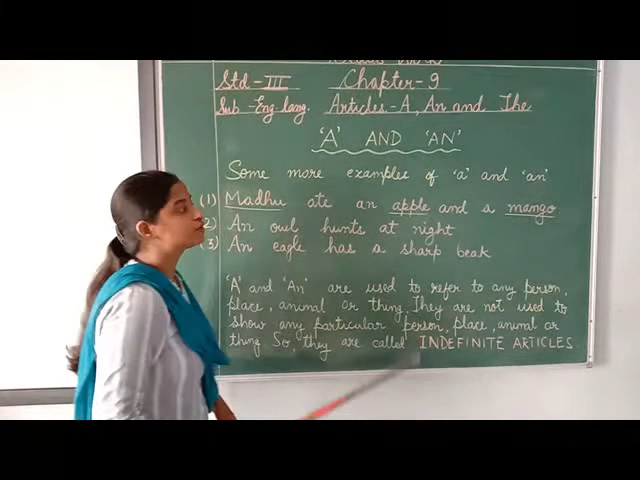 Std - III Chapter - 9
Sub - Eng. lang. Articles - A, An and The
'A' AND 'AN'
Some more examples of 'a' and 'an'
(1) Madhu ate an apple and a mango
2) An owl hunts at night
(3) An eagle has a sharp beak
'A' and 'An' are used to refer to any person,
place, animal or thing. They are not used to
show any particular person, place, animal or
thing So, they are called INDEFINITE ARTICLES.